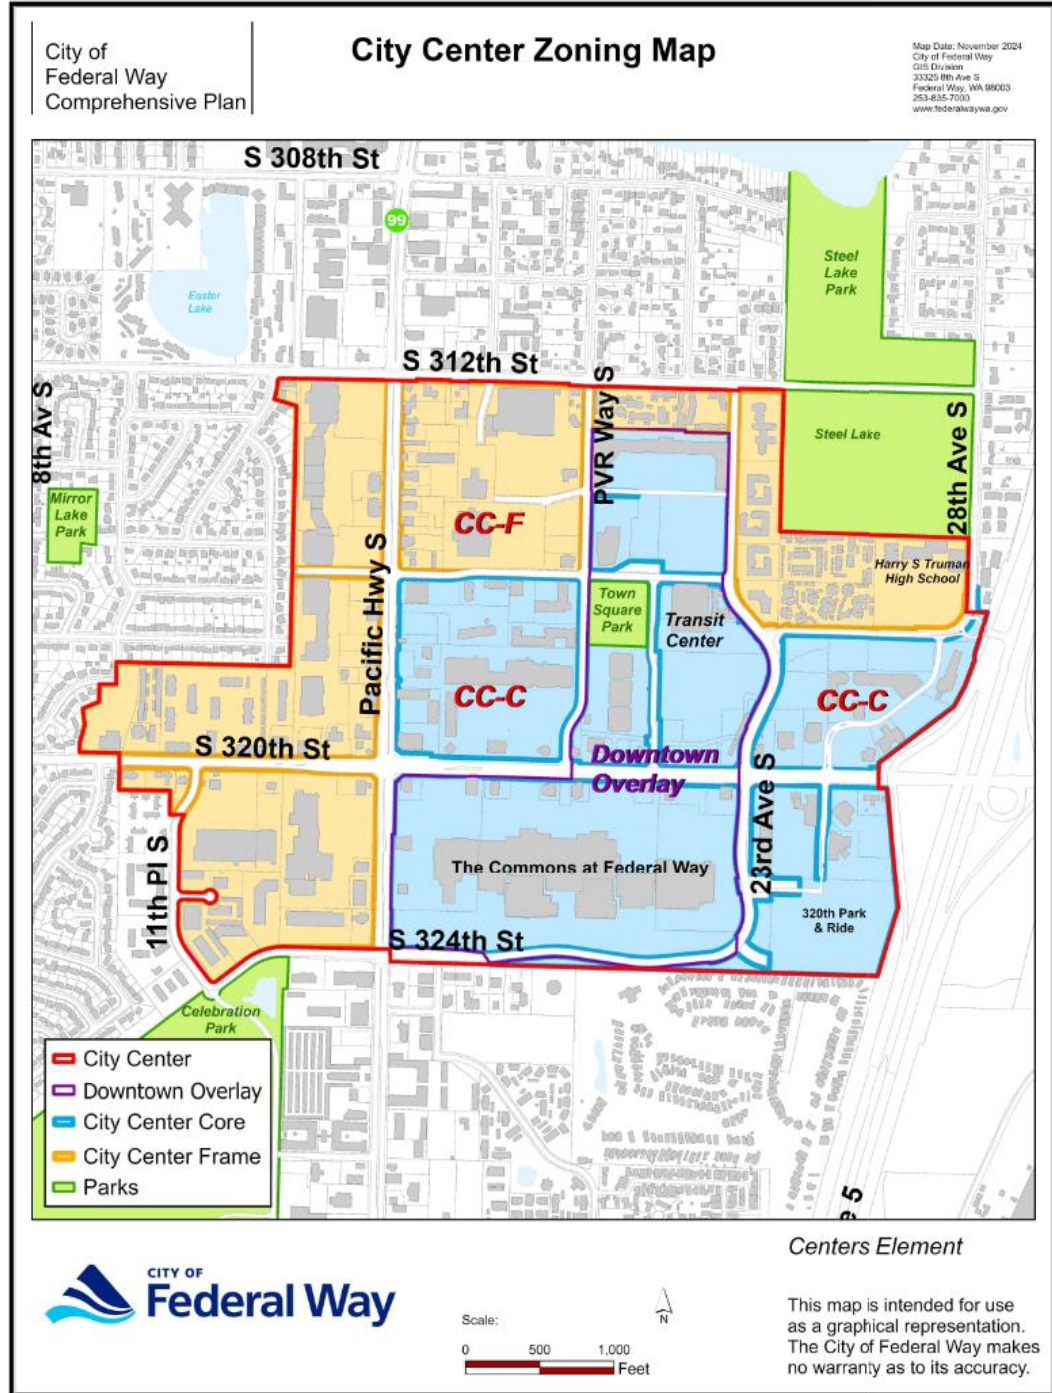 City of
Federal Way
Comprehensive Plan
City Center Zoning Map
Map Date: November 2024
City of Federal Way
GIS Division
33325 8th Ave S
Federal Way, WA 98003
253-835-7000
www.federalwaywa.gov
S 308th St
99
Easter
Lake
Steel
Lake
Park
S 312th St
8th Av S
PVR Way S
Steel Lake
28th Ave S
Mirror
Lake
Park
CC-F
Pacific Hwy S
Harry S Truman
High School
Town
Square
Park
Transit
Center
CC-C
CC-C
S 320th St
Downtown
Overlay
23rd Ave S
11th Pl S
The Commons at Federal Way
320th Park
& Ride
S 324th St
Celebration
Park
City Center
Downtown Overlay
City Center Core
City Center Frame
Parks
e 5
CITY OF
Federal Way
Scale:
0 500 1,000
Feet
N
Centers Element
This map is intended for use
as a graphical representation.
The City of Federal Way makes
no warranty as to its accuracy.